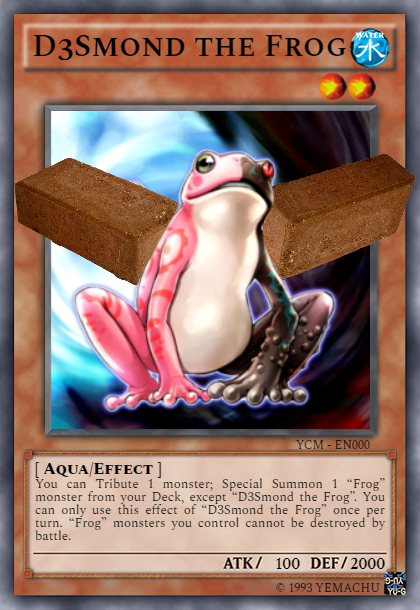 D3Smond the Frog
WATER
水
YCM - EN000
[ Aqua/Effect ]
You can Tribute 1 monster; Special Summon 1 “Frog”
monster from your Deck, except “D3Smond the Frog”. You
can only use this effect of “D3Smond the Frog” once per
turn. “Frog” monsters you control cannot be destroyed by
battle.
ATK/ 100 DEF/2000
© 1993 YEMACHU